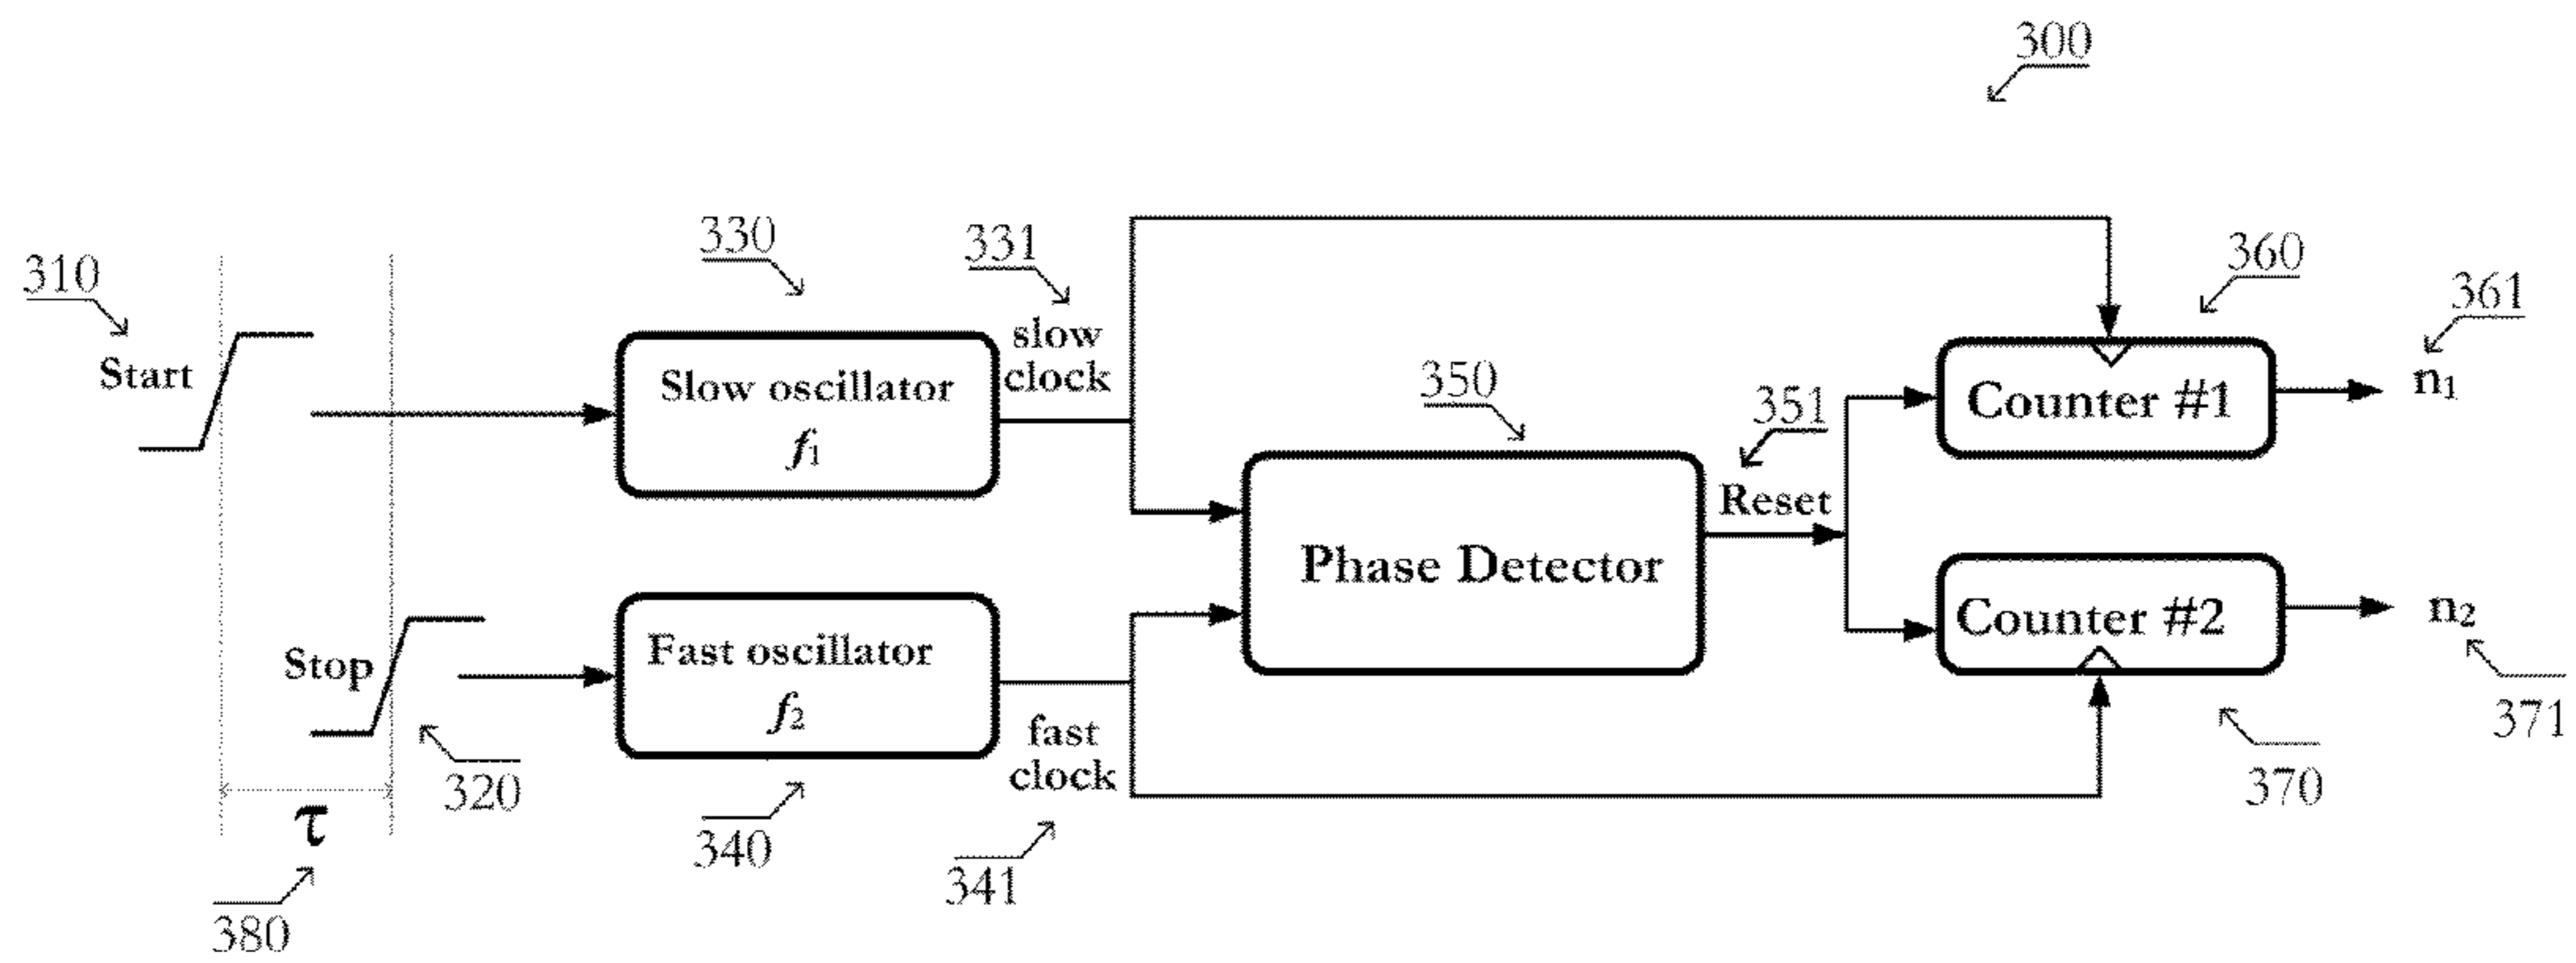 300
310
Start
330
Slow oscillator
f1
331
slow
clock
350
Phase Detector
351
Reset
360
Counter #1
361
n1
Stop
320
τ
380
Fast oscillator
f2
340
fast
clock
341
Counter #2
370
n2
371